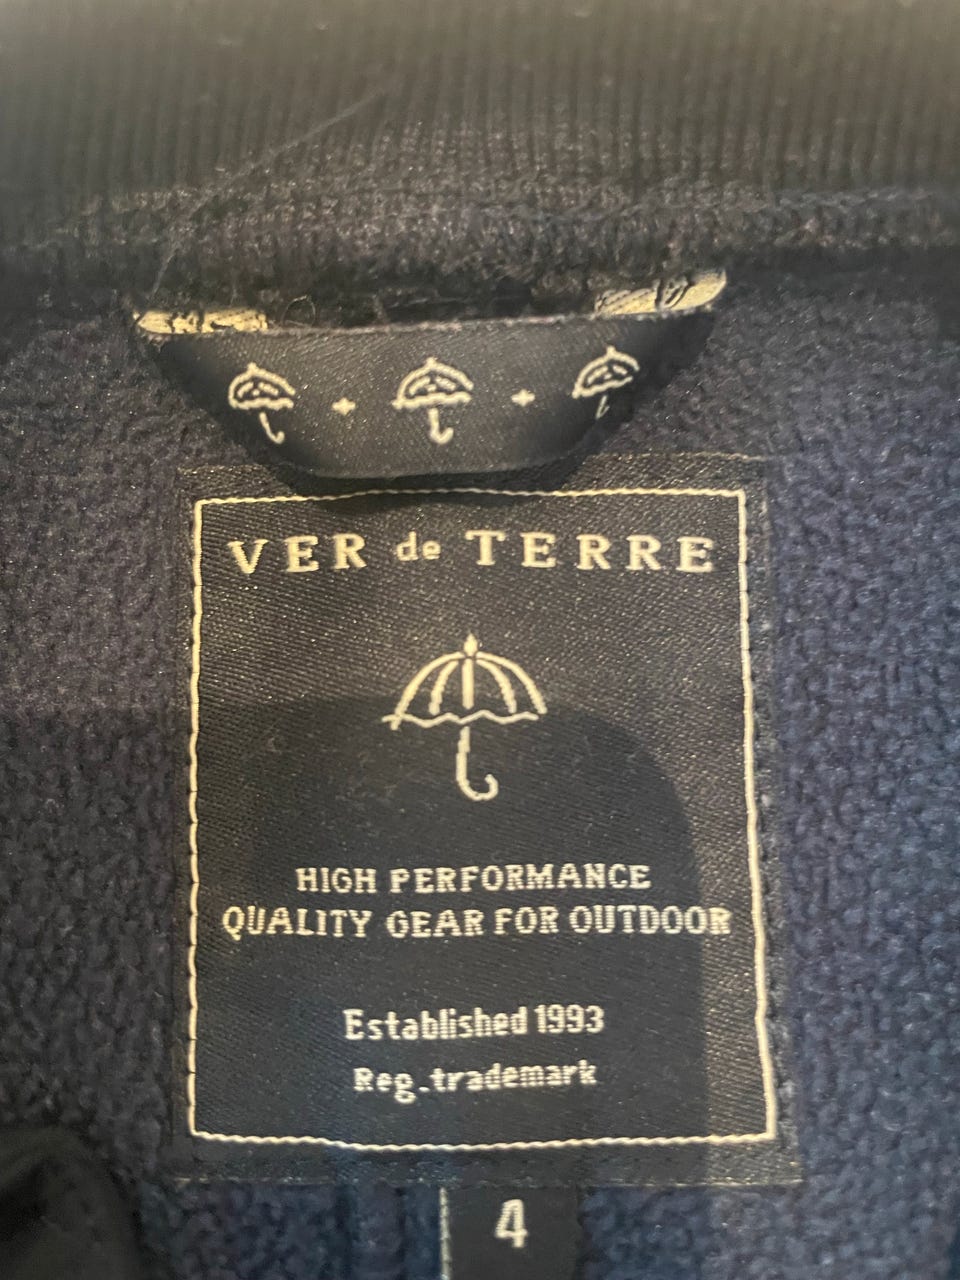 VER de TERRE
HIGH PERFORMANCE
QUALITY GEAR FOR OUTDOOR
Established 1993
Reg.trademark
4